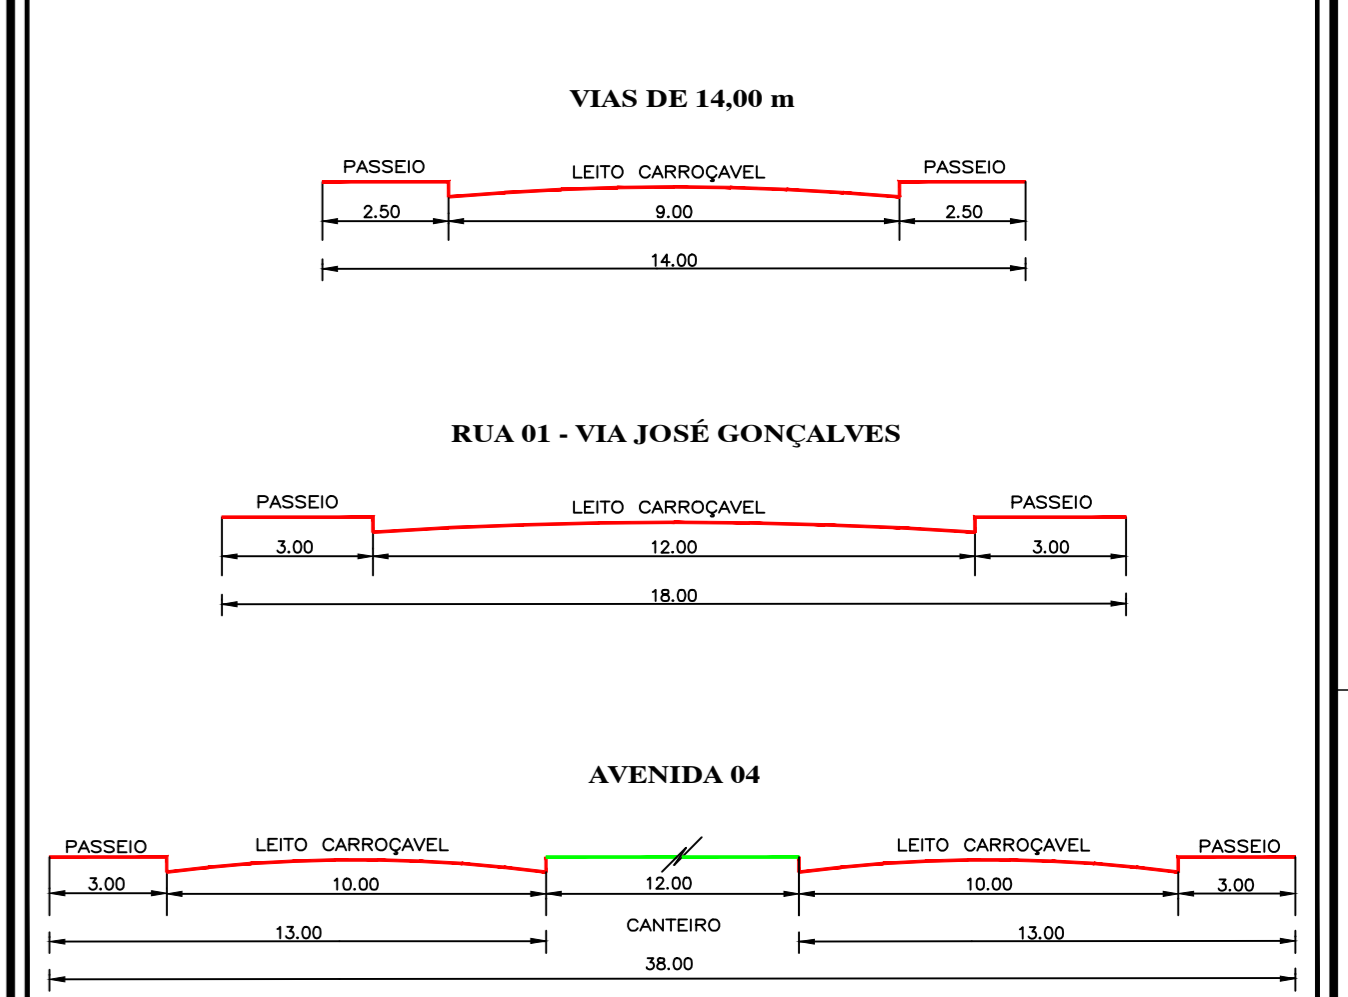 VIAS DE 14,00 m
PASSEIO LEITO CARROÇAVEL PASSEIO
2.50 9.00 2.50
14.00
RUA 01 - VIA JOSÉ GONÇALVES
PASSEIO LEITO CARROÇAVEL PASSEIO
3.00 12.00 3.00
18.00
AVENIDA 04
PASSEIO LEITO CARROÇAVEL LEITO CARROÇAVEL PASSEIO
3.00 10.00 12.00 10.00 3.00
CANTEIRO
13.00 13.00
38.00